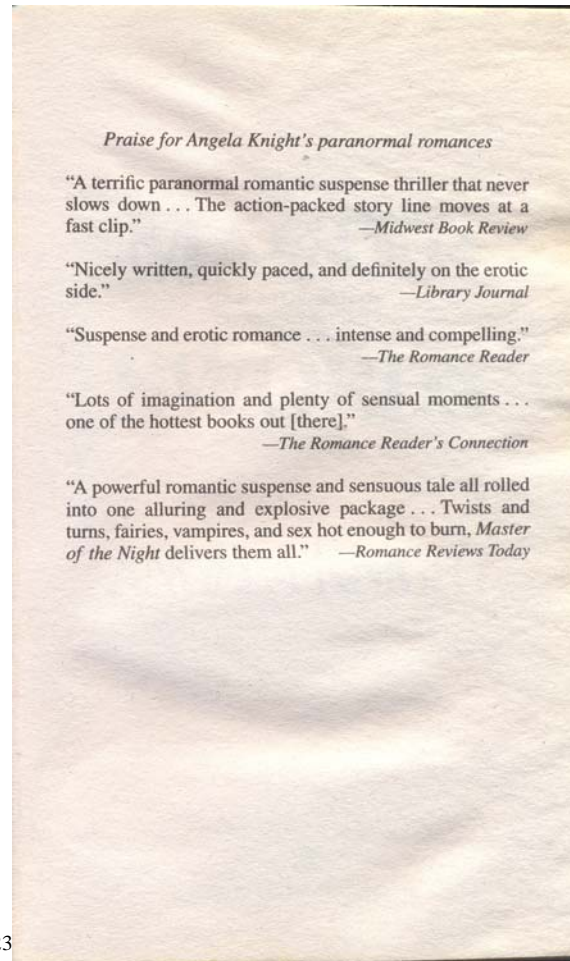 Praise for Angela Knight's paranormal romances
“A terrific paranormal romantic suspense thriller that never
slows down . . . The action-packed story line moves at a
fast clip.” —Midwest Book Review
“Nicely written, quickly paced, and definitely on the erotic
side.” —Library Journal
“Suspense and erotic romance . . . intense and compelling.”
—The Romance Reader
“Lots of imagination and plenty of sensual moments . . .
one of the hottest books out [there].”
—The Romance Reader's Connection
“A powerful romantic suspense and sensuous tale all rolled
into one alluring and explosive package . . . Twists and
turns, fairies, vampires, and sex hot enough to burn, Master
of the Night delivers them all.” —Romance Reviews Today